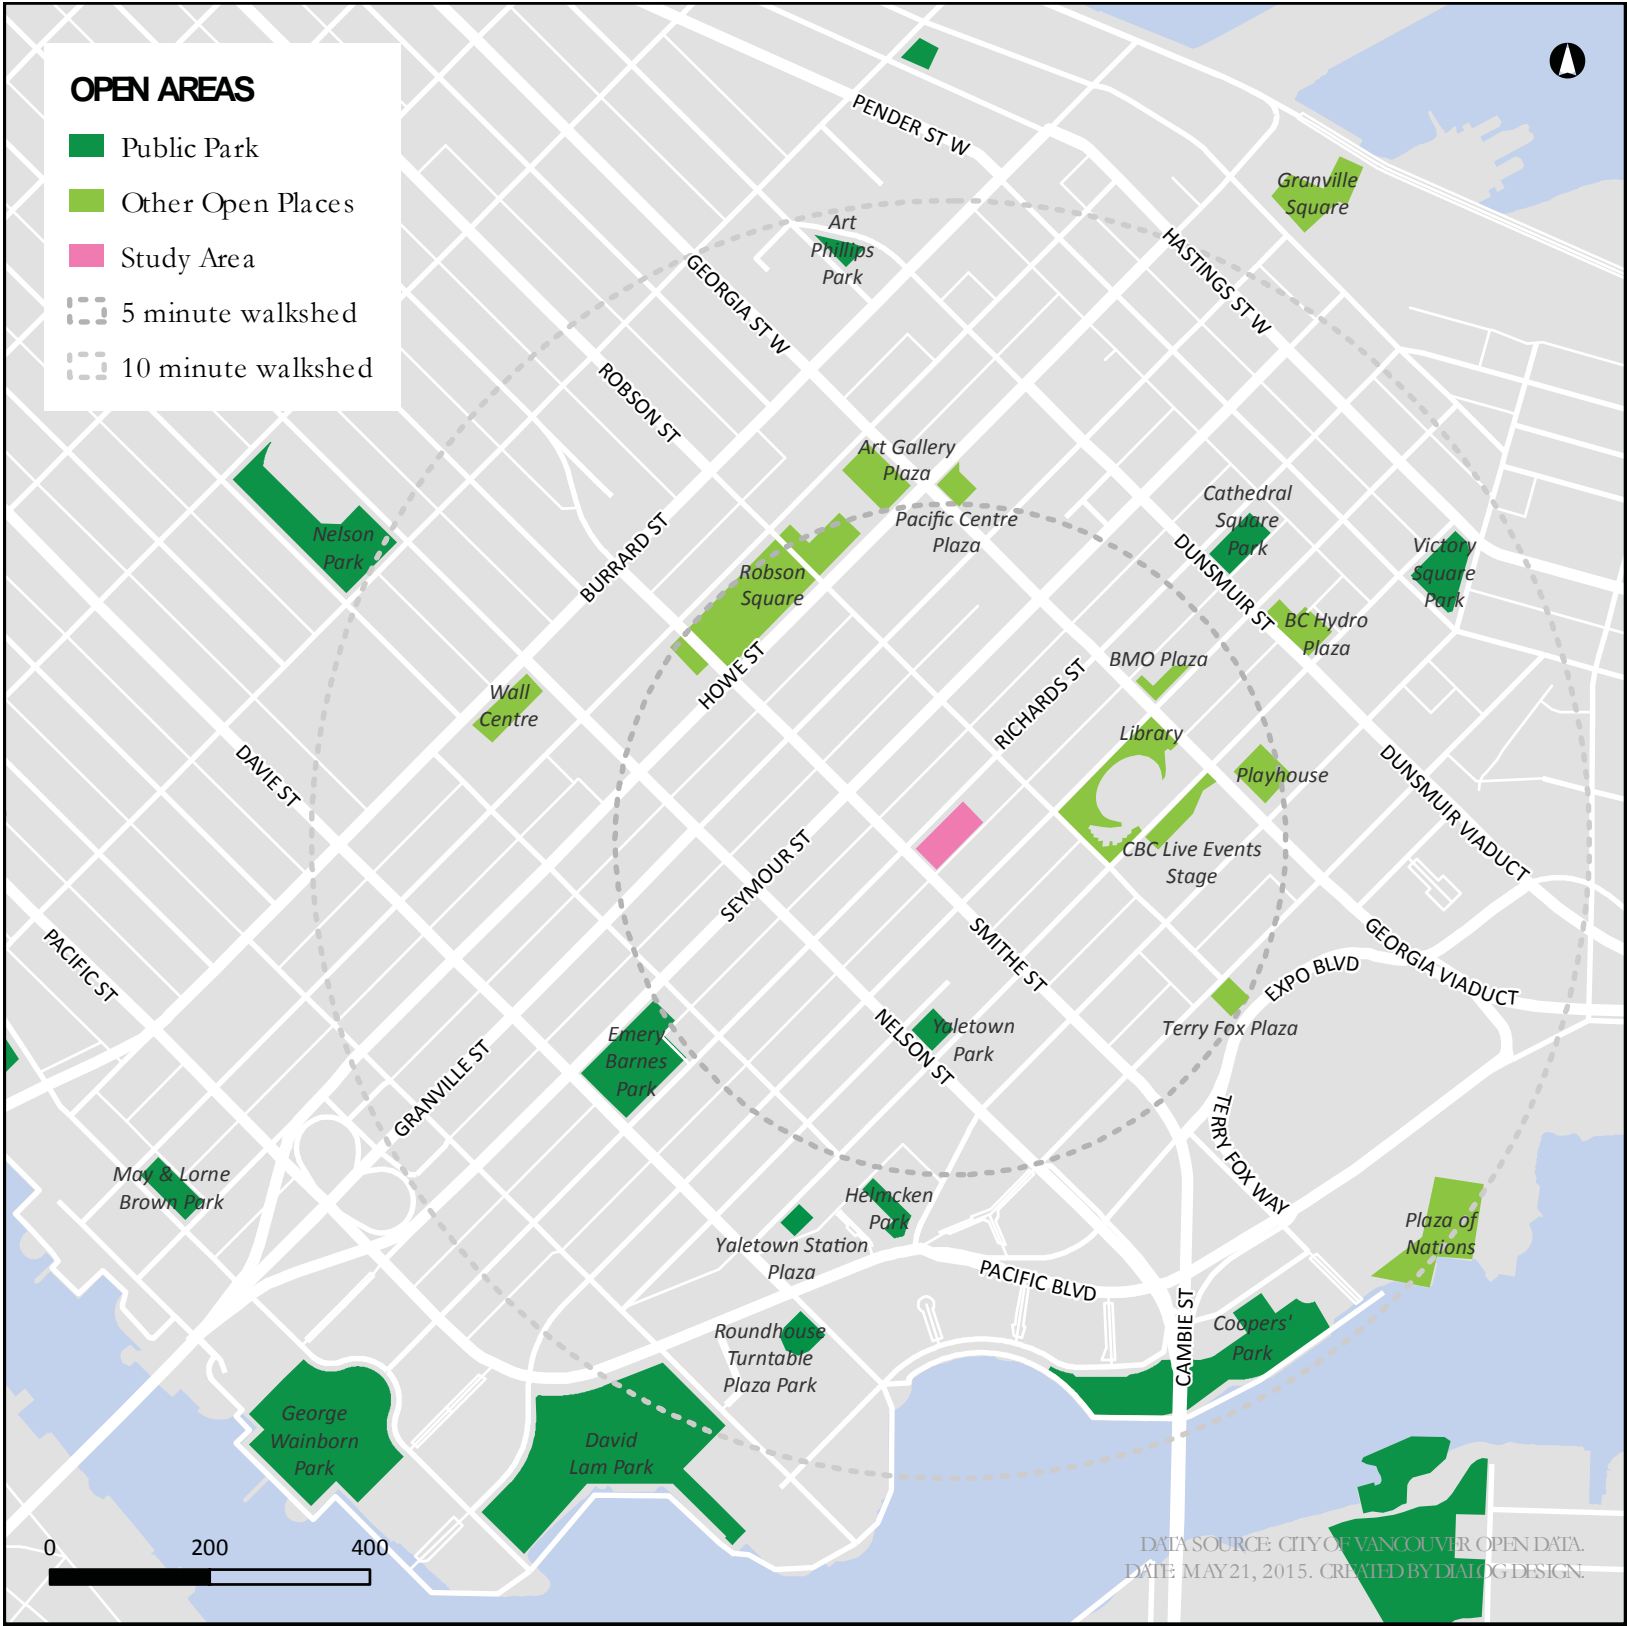 OPEN AREAS
Public Park
Other Open Places
Study Area
5 minute walkshed
10 minute walkshed
PENDER ST W
Granville
Square
Art
Phillips
Park
HASTINGS ST W
GEORGIA ST W
ROBSON ST
Art Gallery
Plaza
Pacific Centre
Plaza
Cathedral
Square
Park
Victory
Square
Park
Nelson
Park
BURRARD ST
Robson
Square
DUNSMUIR ST
BC Hydro
Plaza
HOWE ST
BMO Plaza
RICHARDS ST
Wall
Centre
Library
Playhouse
DAVIE ST
DUNSMUIR VIADUCT
CBC Live Events
Stage
SEYMOUR ST
PACIFIC ST
SMITHE ST
GEORGIA VIADUCT
EXPO BLVD
Terry Fox Plaza
Yaletown
Park
NELSON ST
Emery
Barnes
Park
GRANVILLE ST
TERRY FOX WAY
May & Lorne
Brown Park
Helmcken
Park
Plaza of
Nations
Yaletown Station
Plaza
PACIFIC BLVD
CAMBIE ST
Coopers'
Park
Roundhouse
Turntable
Plaza Park
George
Wainborn
Park
David
Lam Park
0 200 400
DATA SOURCE: CITY OF VANCOUVER OPEN DATA.
DATE: MAY 21, 2015. CREATED BY DIALOG DESIGN.